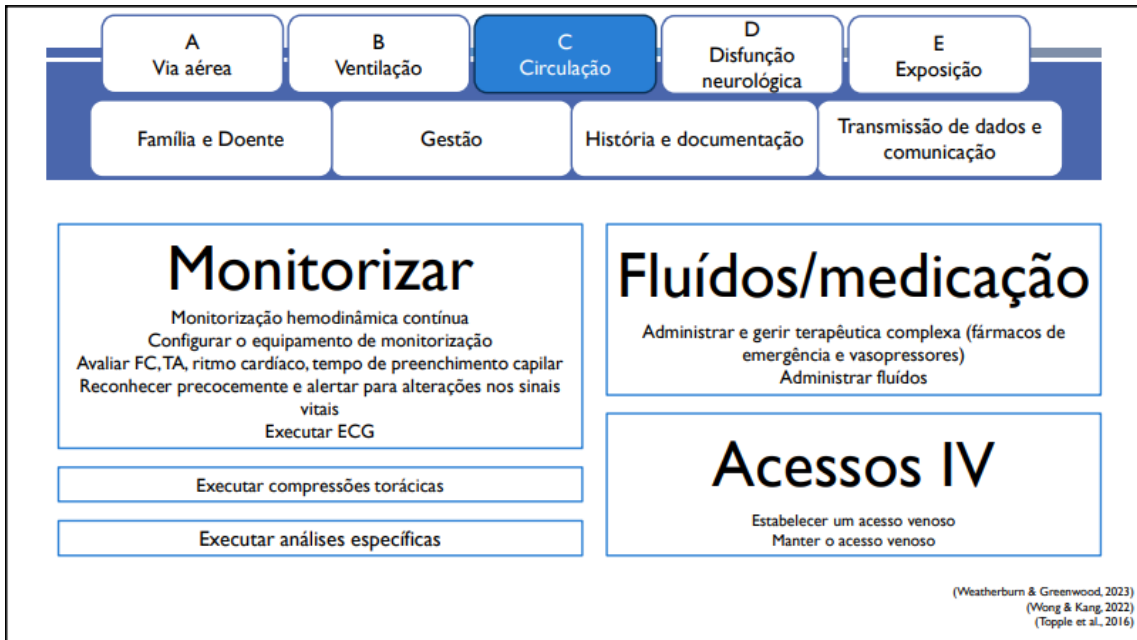 A
Via aérea
B
Ventilação
C
Circulação
D
Disfunção
neurológica
E
Exposição
Família e Doente
Gestão
História e documentação
Transmissão de dados e
comunicação
Monitorizar
Monitorização hemodinâmica contínua
Configurar o equipamento de monitorização
Avaliar FC, TA, ritmo cardíaco, tempo de preenchimento capilar
Reconhecer precocemente e alertar para alterações nos sinais
vitais
Executar ECG
Executar compressões torácicas
Executar análises específicas
Fluídos/medicação
Administrar e gerir terapêutica complexa (fármacos de
emergência e vasopressores)
Administrar fluídos
Acessos IV
Estabelecer um acesso venoso
Manter o acesso venoso
(Weatherburn & Greenwood, 2023)
(Wong & Kang, 2022)
(Topple et al., 2016)